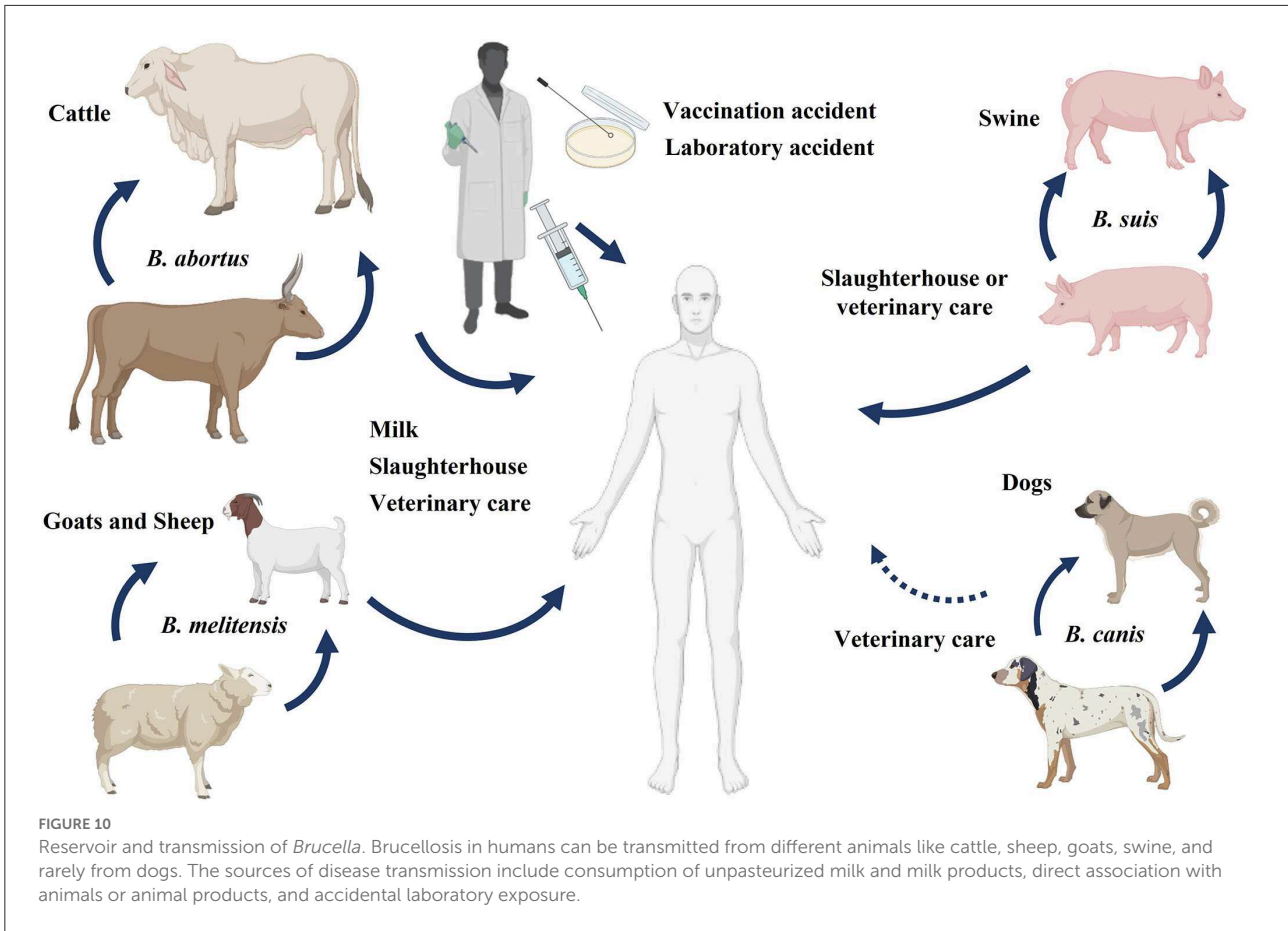 Cattle
B. abortus
Vaccination accident
Laboratory accident
Swine
B. suis
Slaughterhouse or
veterinary care
Milk
Slaughterhouse
Veterinary care
Goats and Sheep
B. melitensis
Dogs
Veterinary care
B. canis
FIGURE 10
Reservoir and transmission of Brucella. Brucellosis in humans can be transmitted from different animals like cattle, sheep, goats, swine, and
rarely from dogs. The sources of disease transmission include consumption of unpasteurized milk and milk products, direct association with
animals or animal products, and accidental laboratory exposure.